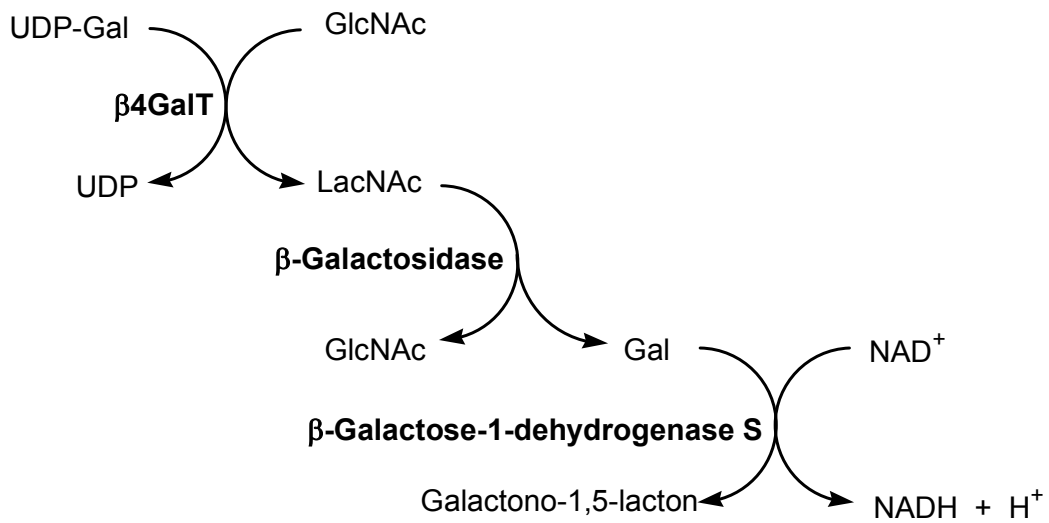 UDP-Gal GlcNAc
β4GalT
UDP LacNAc
β-Galactosidase
GlcNAc Gal NAD+
β-Galactose-1-dehydrogenase S
Galactono-1,5-lacton NADH + H+